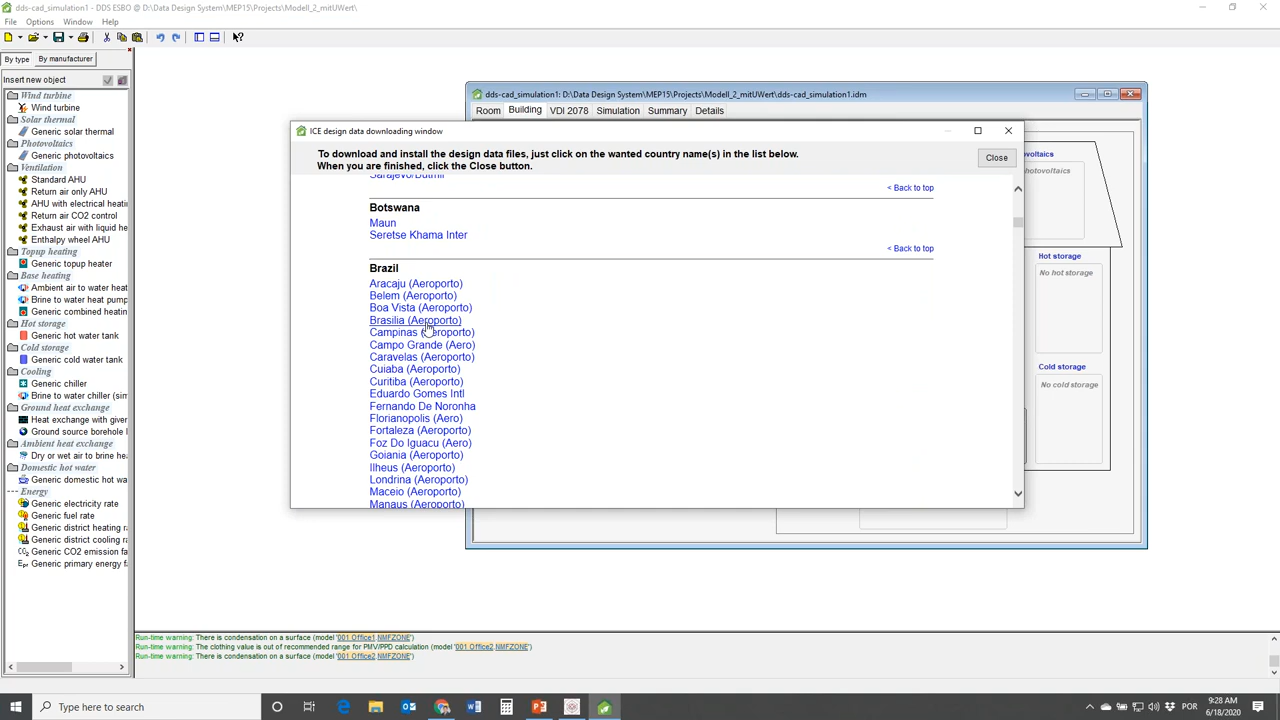 dds-cad_simulation1 - DDS ESBO @ D:\Data Design System\MEP15\Projects\Modell_2_mitUWert\
File Options Window Help
By type By manufacturer
Insert new object
Wind turbine
Wind turbine
Solar thermal
Generic solar thermal
Photovoltaics
Generic photovoltaics
Ventilation
Standard AHU
Return air only AHU
AHU with electrical heatin
Return air CO2 control
Exhaust air with liquid he
Enthalpy wheel AHU
Topup heating
Generic topup heater
Base heating
Ambient air to water heat
Brine to water heat pump
Generic combined heating
Hot storage
Generic hot water tank
Cold storage
Generic cold water tank
Cooling
Generic chiller
Brine to water chiller (sim
Ground heat exchange
Heat exchange with giver
Ground source borehole l
Ambient heat exchange
Dry or wet air to brine hea
Domestic hot water
Generic domestic hot wa
Energy
Generic electricity rate
Generic fuel rate
Generic district heating ra
Generic district cooling ra
Generic CO2 emission fa
Generic primary energy f
dds-cad_simulation1: D:\Data Design System\MEP15\Projects\Modell_2_mitUWert\dds-cad_simulation1.idm
Room Building VDI 2078 Simulation Summary Details
ICE design data downloading window
To download and install the design data files, just click on the wanted country name(s) in the list below.
When you are finished, click the Close button.
Close
Sarajevo/Butmir
< Back to top
Botswana
Maun
Seretse Khama Inter
< Back to top
Brazil
Aracaju (Aeroporto)
Belem (Aeroporto)
Boa Vista (Aeroporto)
Brasilia (Aeroporto)
Campinas (Aeroporto)
Campo Grande (Aero)
Caravelas (Aeroporto)
Cuiaba (Aeroporto)
Curitiba (Aeroporto)
Eduardo Gomes Intl
Fernando De Noronha
Florianopolis (Aero)
Fortaleza (Aeroporto)
Foz Do Iguacu (Aero)
Goiania (Aeroporto)
Ilheus (Aeroporto)
Londrina (Aeroporto)
Maceio (Aeroporto)
Manaus (Aeroporto)
ovoltaics
hotovoltaics
Hot storage
No hot storage
Cold storage
No cold storage
Run-time warning: There is condensation on a surface (model '001 Office1.NMFZONE')
Run-time warning: The clothing value is out of recommended range for PMV/PPD calculation (model '001 Office2.NMFZONE')
Run-time warning: There is condensation on a surface (model '001 Office2.NMFZONE')
Type here to search
POR
9:28 AM
6/18/2020